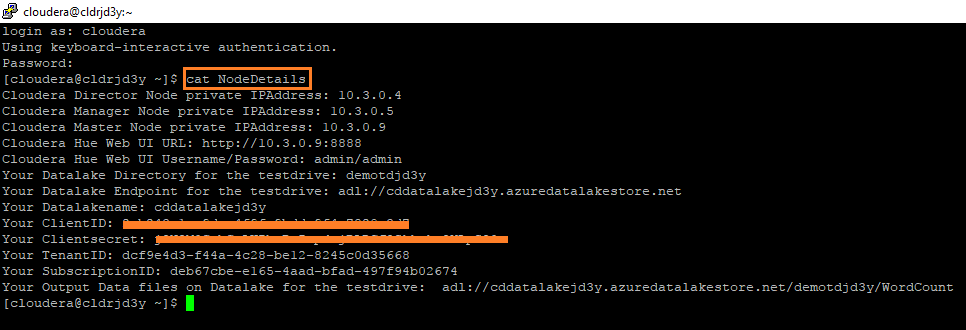 cloudera@cldrjd3y:~
login as: cloudera
Using keyboard-interactive authentication.
Password:
[cloudera@cldrjd3y ~]$ cat NodeDetails
Cloudera Director Node private IPAddress: 10.3.0.4
Cloudera Manager Node private IPAddress: 10.3.0.5
Cloudera Master Node private IPAddress: 10.3.0.9
Cloudera Hue Web UI URL: http://10.3.0.9:8888
Cloudera Hue Web UI Username/Password: admin/admin
Your Datalake Directory for the testdrive: demotdjd3y
Your Datalake Endpoint for the testdrive: adl://cddatalakejd3y.azuredatalakestore.net
Your Datalakename: cddatalakejd3y
Your ClientID:
Your Clientsecret:
Your TenantID: dcf9e4d3-f44a-4c28-be12-8245c0d35668
Your SubscriptionID: deb67cbe-e165-4aad-bfad-497f94b02674
Your Output Data files on Datalake for the testdrive:  adl://cddatalakejd3y.azuredatalakestore.net/demotdjd3y/WordCount
[cloudera@cldrjd3y ~]$